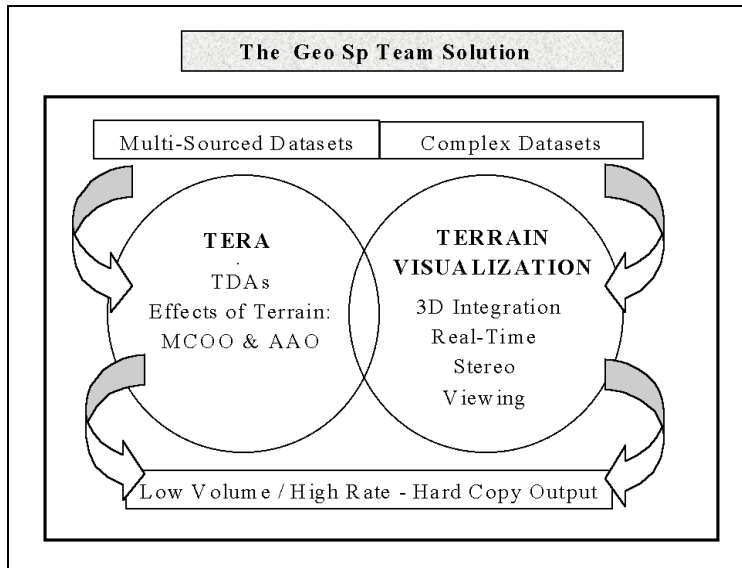 The Geo Sp Team Solution
Multi-Sourced Datasets
Complex Datasets
TERA
.
TDAs
Effects of Terrain:
MCOO & AAO
TERRAIN
VISUALIZATION
3D Integration
Real-Time
Stereo
Viewing
Low Volume / High Rate - Hard Copy Output